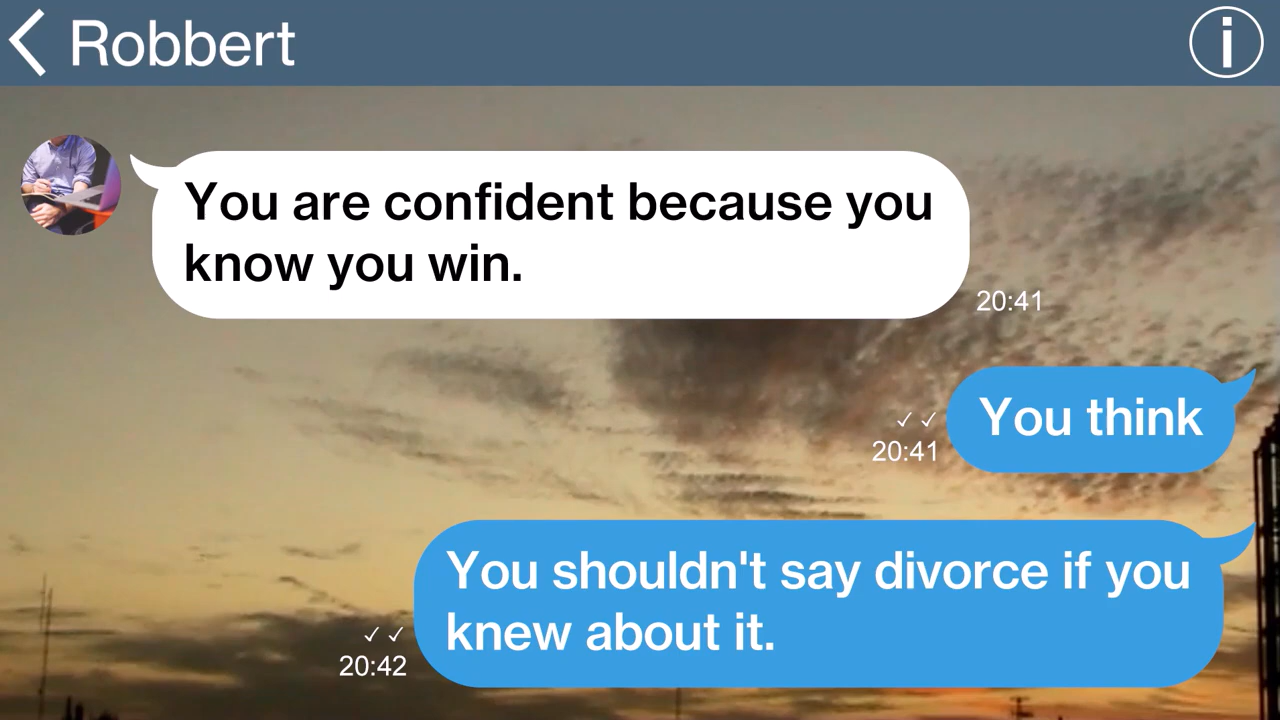 Robbert
You are confident because you
know you win.
20:41
You think
20:41
You shouldn't say divorce if you
knew about it.
20:42